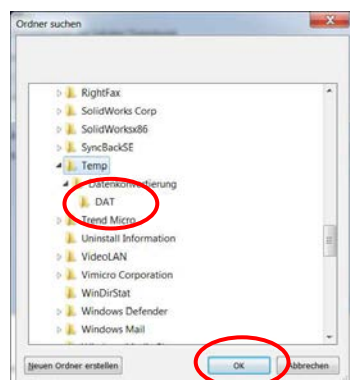 Ordner suchen
RightFax
SolidWorks Corp
SolidWorksx86
SyncBackSE
Temp
Datenkonvertierung
DAT
Trend Micro
Uninstall Information
VideoLAN
Vimicro Corporation
WinDirStat
Windows Defender
Windows Mail
Neuen Ordner erstellen
OK
Abbrechen